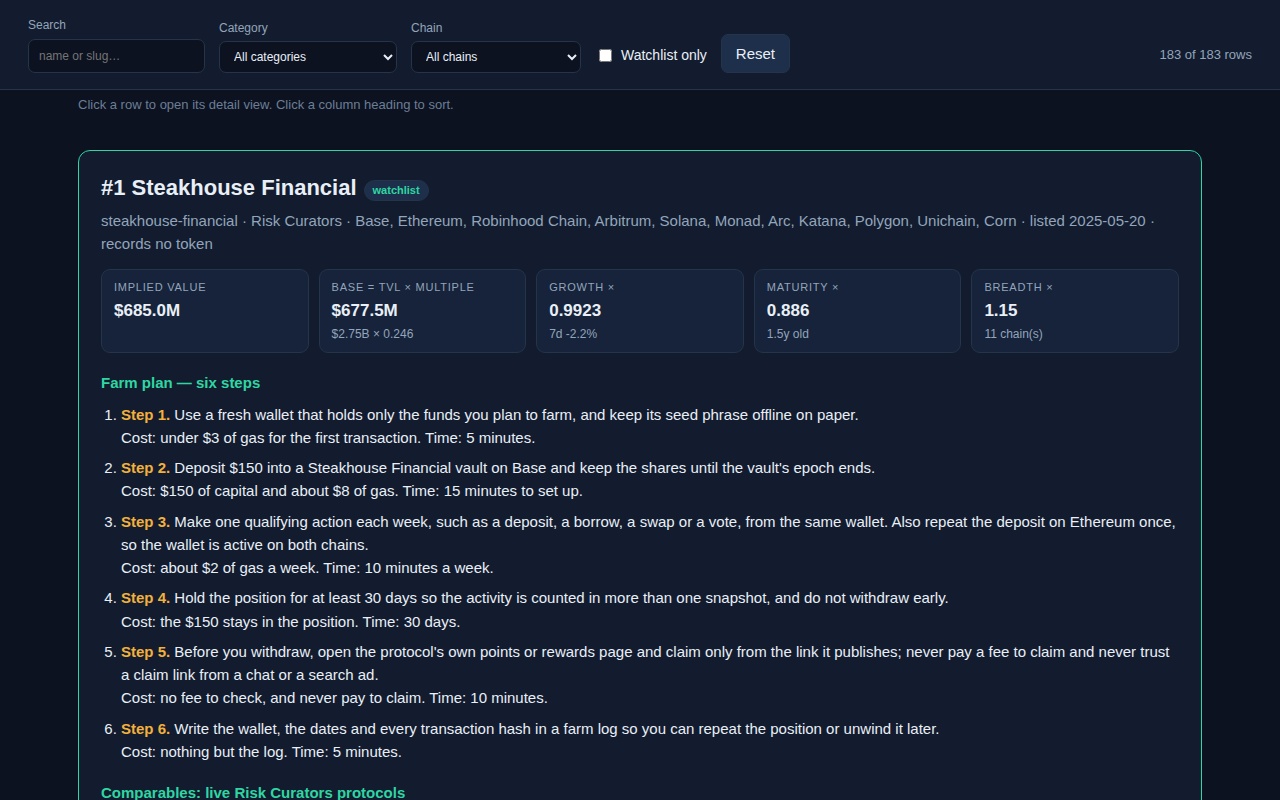 Search
Category
Chain
name or slug…
All categories
All chains
Watchlist only
Reset
183 of 183 rows
Click a row to open its detail view. Click a column heading to sort.
#1 Steakhouse Financial watchlist
steakhouse-financial · Risk Curators · Base, Ethereum, Robinhood Chain, Arbitrum, Solana, Monad, Arc, Katana, Polygon, Unichain, Corn · listed 2025-05-20 ·
records no token
IMPLIED VALUE
$685.0M
BASE = TVL × MULTIPLE
$677.5M
$2.75B × 0.246
GROWTH ×
0.9923
7d -2.2%
MATURITY ×
0.886
1.5y old
BREADTH ×
1.15
11 chain(s)
Farm plan — six steps
1. Step 1. Use a fresh wallet that holds only the funds you plan to farm, and keep its seed phrase offline on paper.
Cost: under $3 of gas for the first transaction. Time: 5 minutes.
2. Step 2. Deposit $150 into a Steakhouse Financial vault on Base and keep the shares until the vault's epoch ends.
Cost: $150 of capital and about $8 of gas. Time: 15 minutes to set up.
3. Step 3. Make one qualifying action each week, such as a deposit, a borrow, a swap or a vote, from the same wallet. Also repeat the deposit on Ethereum once,
so the wallet is active on both chains.
Cost: about $2 of gas a week. Time: 10 minutes a week.
4. Step 4. Hold the position for at least 30 days so the activity is counted in more than one snapshot, and do not withdraw early.
Cost: the $150 stays in the position. Time: 30 days.
5. Step 5. Before you withdraw, open the protocol's own points or rewards page and claim only from the link it publishes; never pay a fee to claim and never trust
a claim link from a chat or a search ad.
Cost: no fee to check, and never pay to claim. Time: 10 minutes.
6. Step 6. Write the wallet, the dates and every transaction hash in a farm log so you can repeat the position or unwind it later.
Cost: nothing but the log. Time: 5 minutes.
Comparables: live Risk Curators protocols